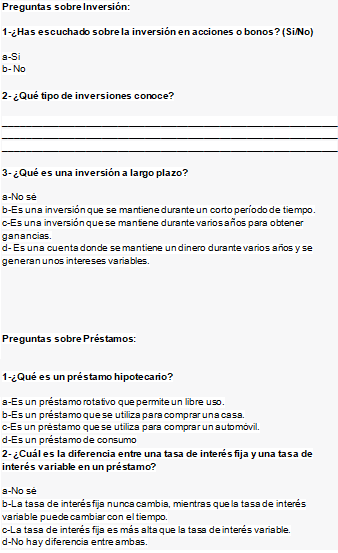 Preguntas sobre Inversión:
1-¿Has escuchado sobre la inversión en acciones o bonos? (Si/No)
a-Si
b- No
2- ¿Qué tipo de inversiones conoce?
3- ¿Qué es una inversión a largo plazo?
a-No sé
b-Es una inversión que se mantiene durante un corto período de tiempo.
c-Es una inversión que se mantiene durante varios años para obtener
ganancias.
d- Es una cuenta donde se mantiene un dinero durante varios años y se
generan unos intereses variables.
Preguntas sobre Préstamos:
1-¿Qué es un préstamo hipotecario?
a-Es un préstamo rotativo que permite un libre uso.
b-Es un préstamo que se utiliza para comprar una casa.
c-Es un préstamo que se utiliza para comprar un automóvil.
d-Es un préstamo de consumo
2- ¿Cuál es la diferencia entre una tasa de interés fija y una tasa de
interés variable en un préstamo?
a-No sé
b-La tasa de interés fija nunca cambia, mientras que la tasa de interés
variable puede cambiar con el tiempo.
c-La tasa de interés fija es más alta que la tasa de interés variable.
d-No hay diferencia entre ambas.